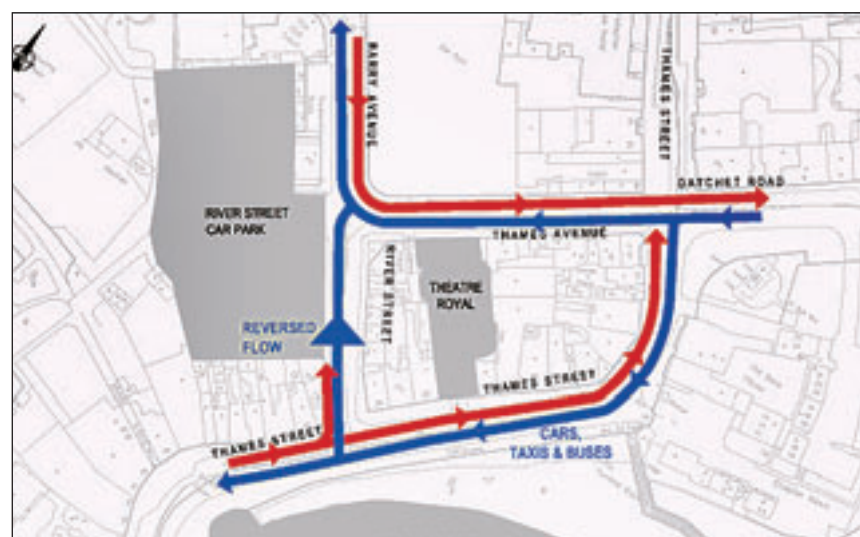 BARRY AVENUE
THAMES STREET
DATCHET ROAD
RIVER STREET
CAR PARK
THAMES AVENUE
RIVER STREET
THEATRE
ROYAL
REVERSED
FLOW
THAMES STREET
THAMES STREET
CARS,
TAXIS & BUSES